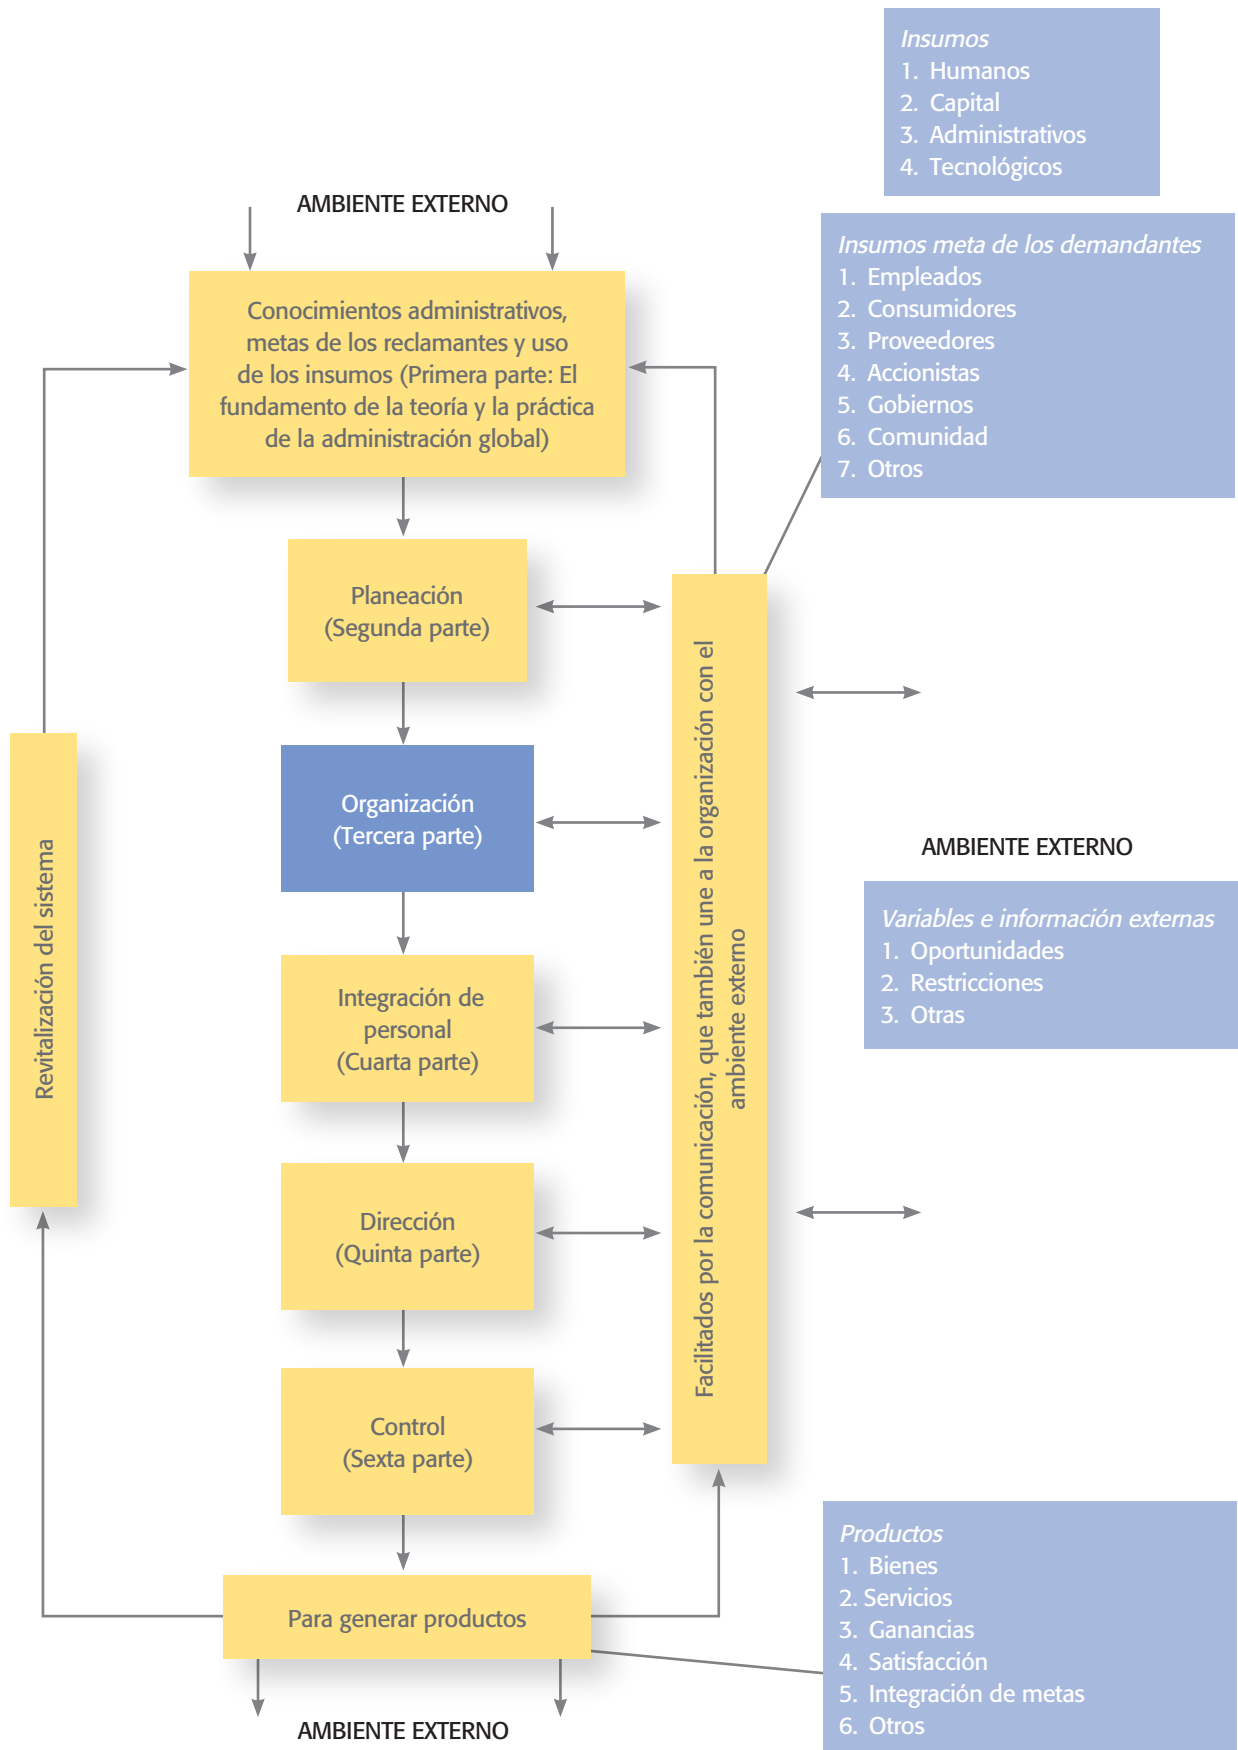 Insumos
1. Humanos
2. Capital
3. Administrativos
4. Tecnológicos
AMBIENTE EXTERNO
Insumos meta de los demandantes
1. Empleados
2. Consumidores
3. Proveedores
4. Accionistas
5. Gobiernos
6. Comunidad
7. Otros
Conocimientos administrativos,
metas de los reclamantes y uso
de los insumos (Primera parte: El
fundamento de la teoría y la práctica
de la administración global)
Planeación
(Segunda parte)
Organización
(Tercera parte)
Integración de
personal
(Cuarta parte)
Dirección
(Quinta parte)
Control
(Sexta parte)
Para generar productos
AMBIENTE EXTERNO
Revitalización del sistema
Facilitados por la comunicación, que también une a la organización con el
ambiente externo
AMBIENTE EXTERNO
Variables e información externas
1. Oportunidades
2. Restricciones
3. Otras
Productos
1. Bienes
2. Servicios
3. Ganancias
4. Satisfacción
5. Integración de metas
6. Otros